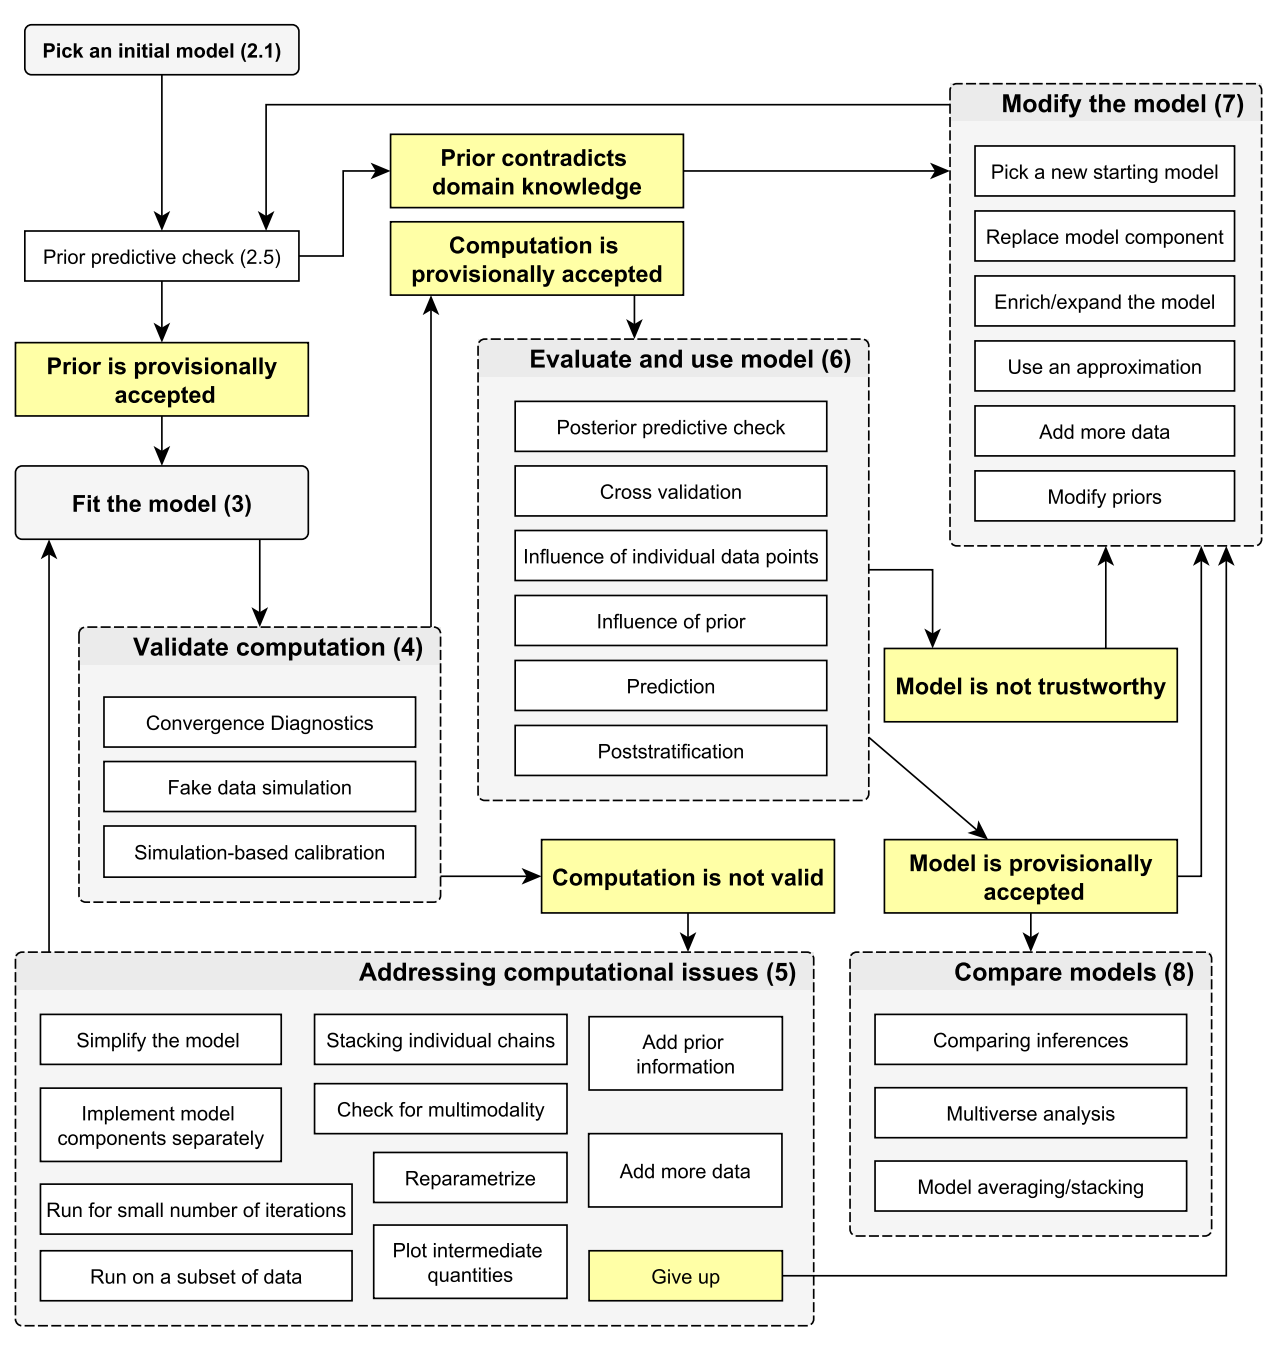 Pick an initial model (2.1)
Prior predictive check (2.5)
Prior is provisionally
accepted
Fit the model (3)
Prior contradicts
domain knowledge
Computation is
provisionally accepted
Modify the model (7)
Pick a new starting model
Replace model component
Enrich/expand the model
Use an approximation
Add more data
Modify priors
Evaluate and use model (6)
Posterior predictive check
Cross validation
Influence of individual data points
Influence of prior
Prediction
Poststratification
Validate computation (4)
Convergence Diagnostics
Fake data simulation
Simulation-based calibration
Model is not trustworthy
Computation is not valid
Model is provisionally
accepted
Addressing computational issues (5)
Simplify the model
Implement model
components separately
Run for small number of iterations
Run on a subset of data
Stacking individual chains
Check for multimodality
Reparametrize
Plot intermediate
quantities
Add prior
information
Add more data
Give up
Compare models (8)
Comparing inferences
Multiverse analysis
Model averaging/stacking